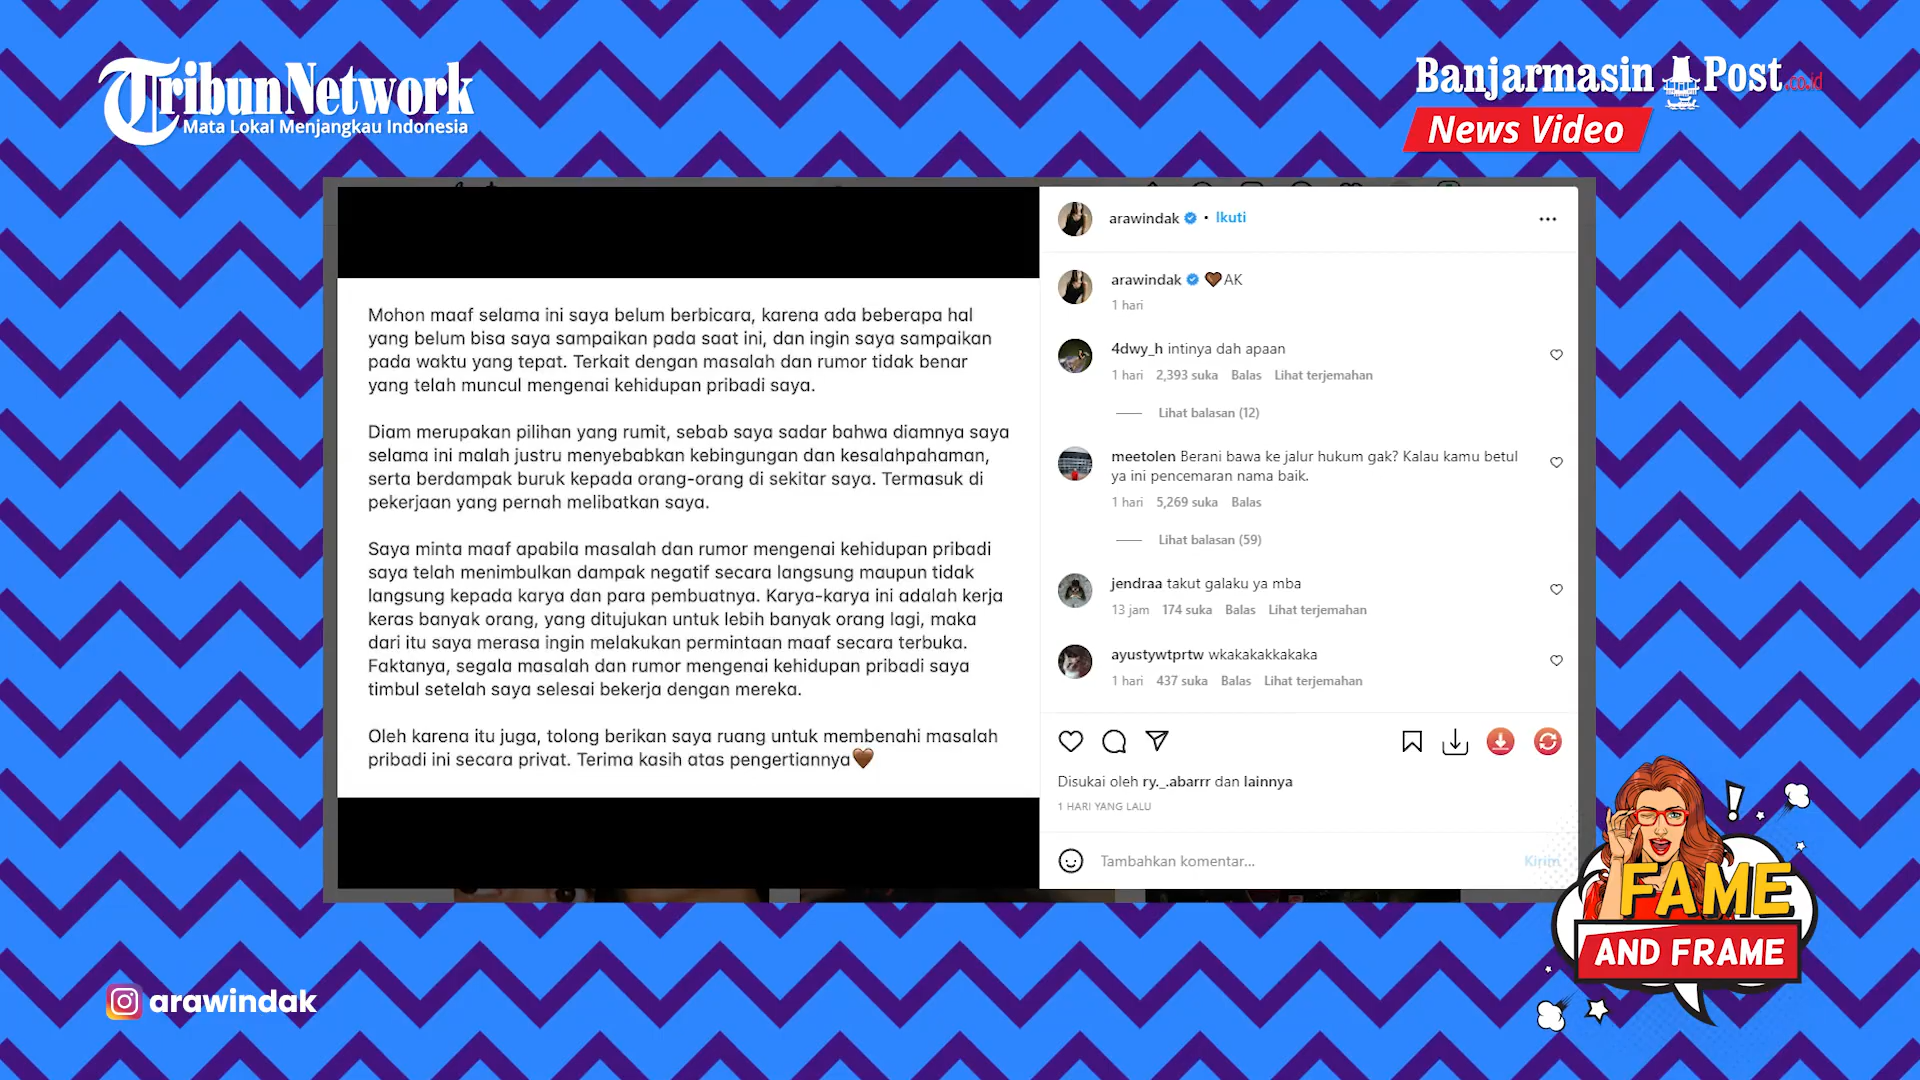 TribunNetwork
Mata Lokal Menjangkau Indonesia
Banjarmasin Post.co.id
News Video
Mohon maaf selama ini saya belum berbicara, karena ada beberapa hal
yang belum bisa saya sampaikan pada saat ini, dan ingin saya sampaikan
pada waktu yang tepat. Terkait dengan masalah dan rumor tidak benar
yang telah muncul mengenai kehidupan pribadi saya.
Diam merupakan pilihan yang rumit, sebab saya sadar bahwa diamnya saya
selama ini malah justru menyebabkan kebingungan dan kesalahpahaman,
serta berdampak buruk kepada orang-orang di sekitar saya. Termasuk di
pekerjaan yang pernah melibatkan saya.
Saya minta maaf apabila masalah dan rumor mengenai kehidupan pribadi
saya telah menimbulkan dampak negatif secara langsung maupun tidak
langsung kepada karya dan para pembuatnya. Karya-karya ini adalah kerja
keras banyak orang, yang ditujukan untuk lebih banyak orang lagi, maka
dari itu saya merasa ingin melakukan permintaan maaf secara terbuka.
Faktanya, segala masalah dan rumor mengenai kehidupan pribadi saya
timbul setelah saya selesai bekerja dengan mereka.
Oleh karena itu juga, tolong berikan saya ruang untuk membenahi masalah
pribadi ini secara privat. Terima kasih atas pengertiannya🤎
arawindak • Ikuti
arawindak 🤎AK
1 hari
4dwy_h intinya dah apaan
1 hari 2,393 suka Balas Lihat terjemahan
Lihat balasan (12)
meetolen Berani bawa ke jalur hukum gak? Kalau kamu betul
ya ini pencemaran nama baik.
1 hari 5,269 suka Balas
Lihat balasan (59)
jendraa takut galaku ya mba
13 jam 174 suka Balas Lihat terjemahan
ayustywtprtw wkakakakkakaka
1 hari 437 suka Balas Lihat terjemahan
Disukai oleh ry._.abarrr dan lainnya
1 HARI YANG LALU
Tambahkan komentar...
Kirim
FAME
AND FRAME
arawindak